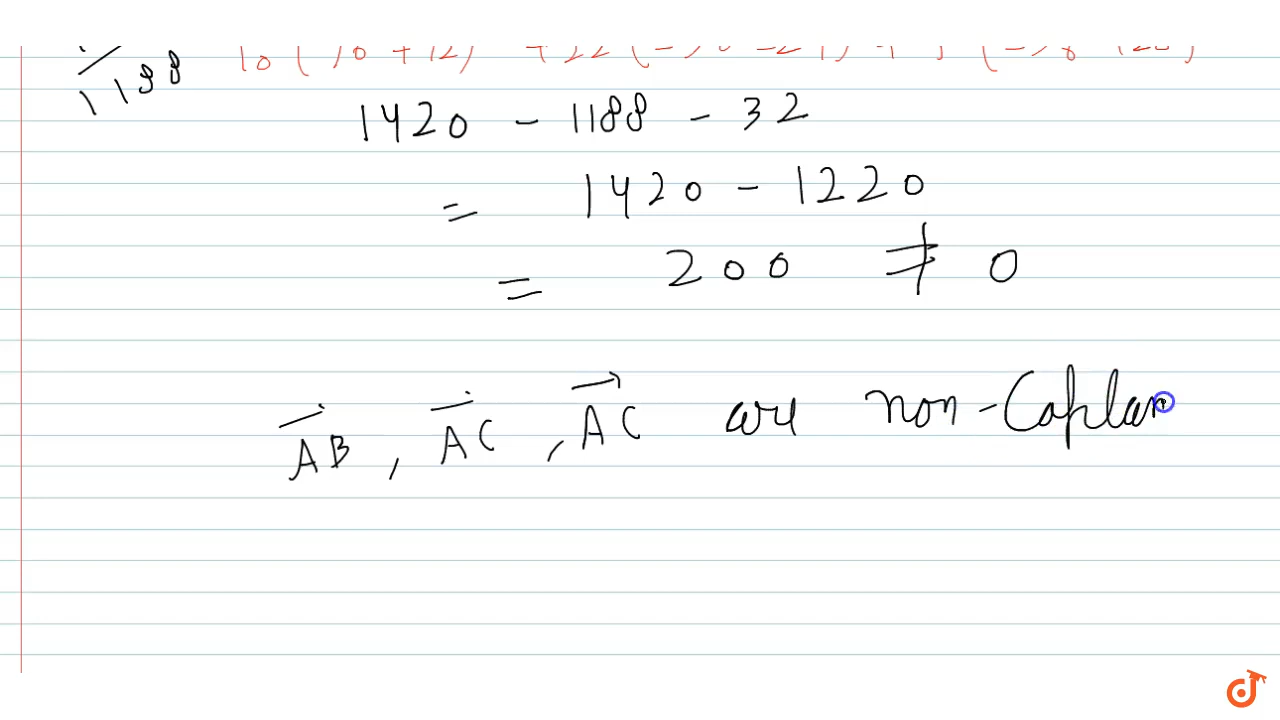 1188
1420 - 1188 - 32
= 1420 - 1220
= 200 ≠ 0
AB, AC, AC are non-Coplan